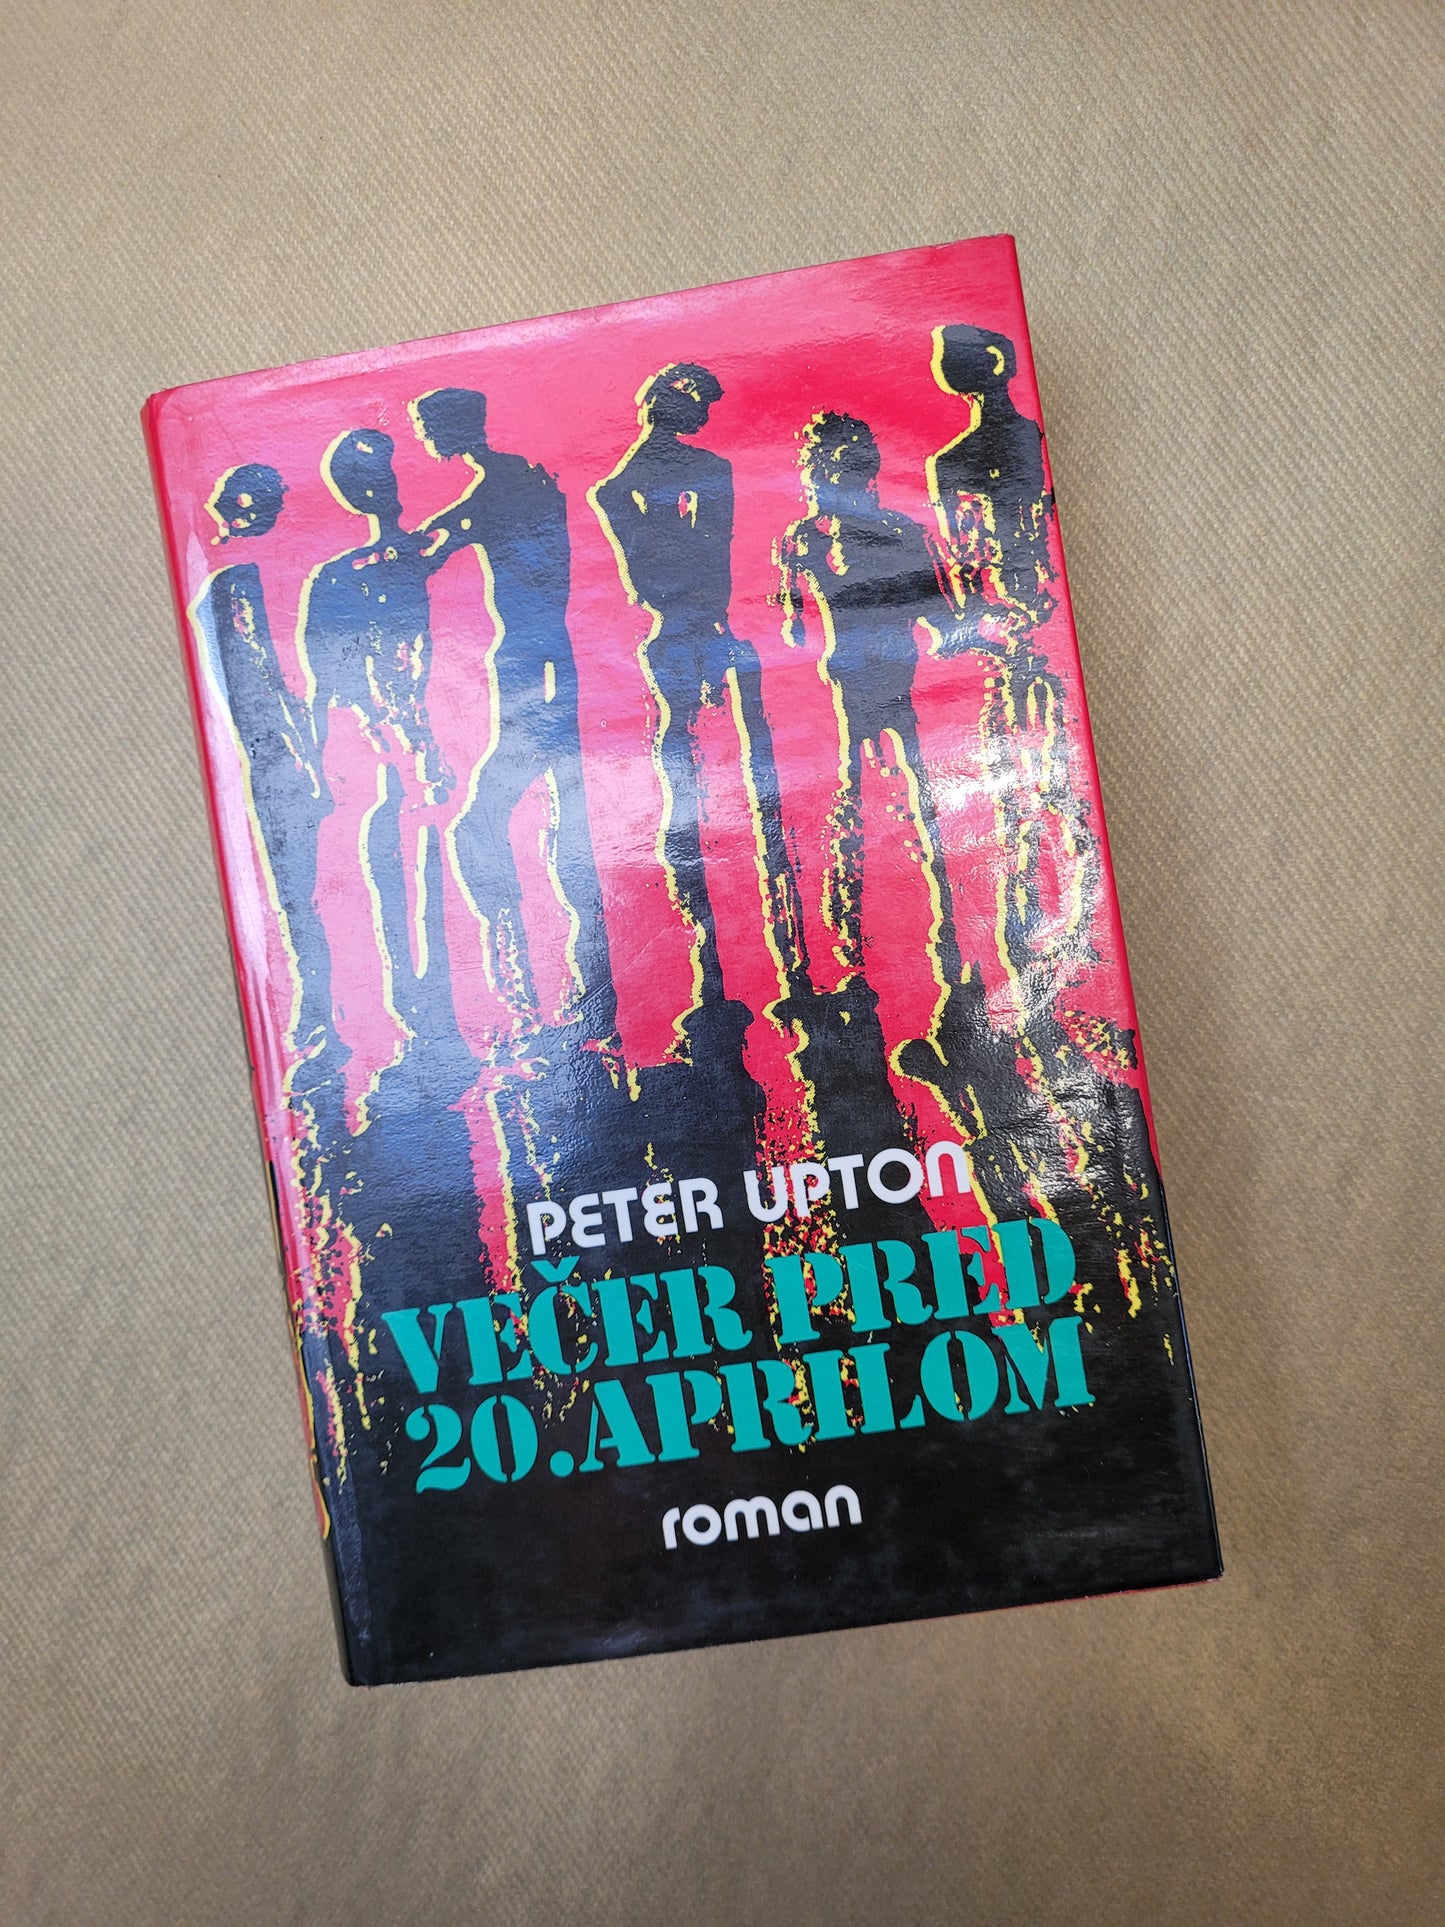 PETER UPTON
VEČER PRED
20. APRILOM
roman